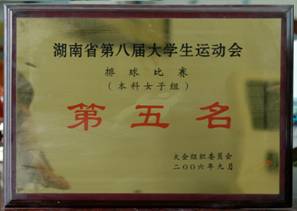 湖南省第八届大学生运动会
排球比赛
(本科女子组)
第五名
大会组织委员会
二〇〇六年九月